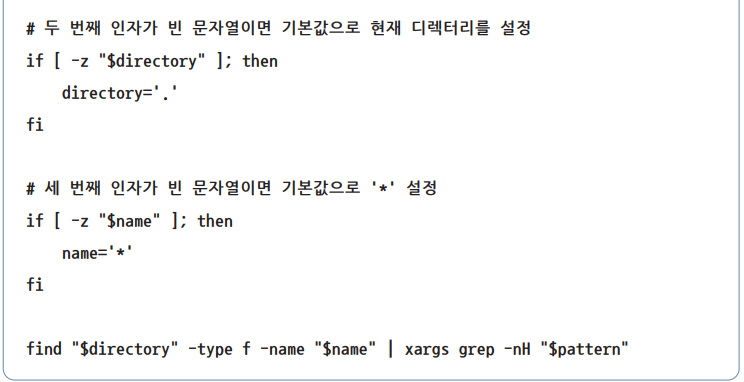 # 두 번째 인자가 빈 문자열이면 기본값으로 현재 디렉터리를 설정
if [ -z "$directory" ]; then
    directory='.'
fi

# 세 번째 인자가 빈 문자열이면 기본값으로 '*' 설정
if [ -z "$name" ]; then
    name='*'
fi

find "$directory" -type f -name "$name" | xargs grep -nH "$pattern"